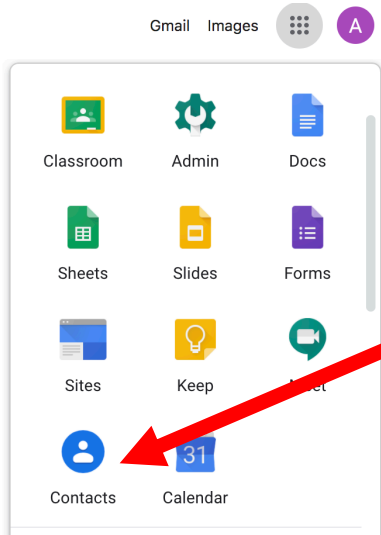 Gmail Images A
Classroom Admin Docs
Sheets Slides Forms
Sites Keep
31
Contacts Calendar